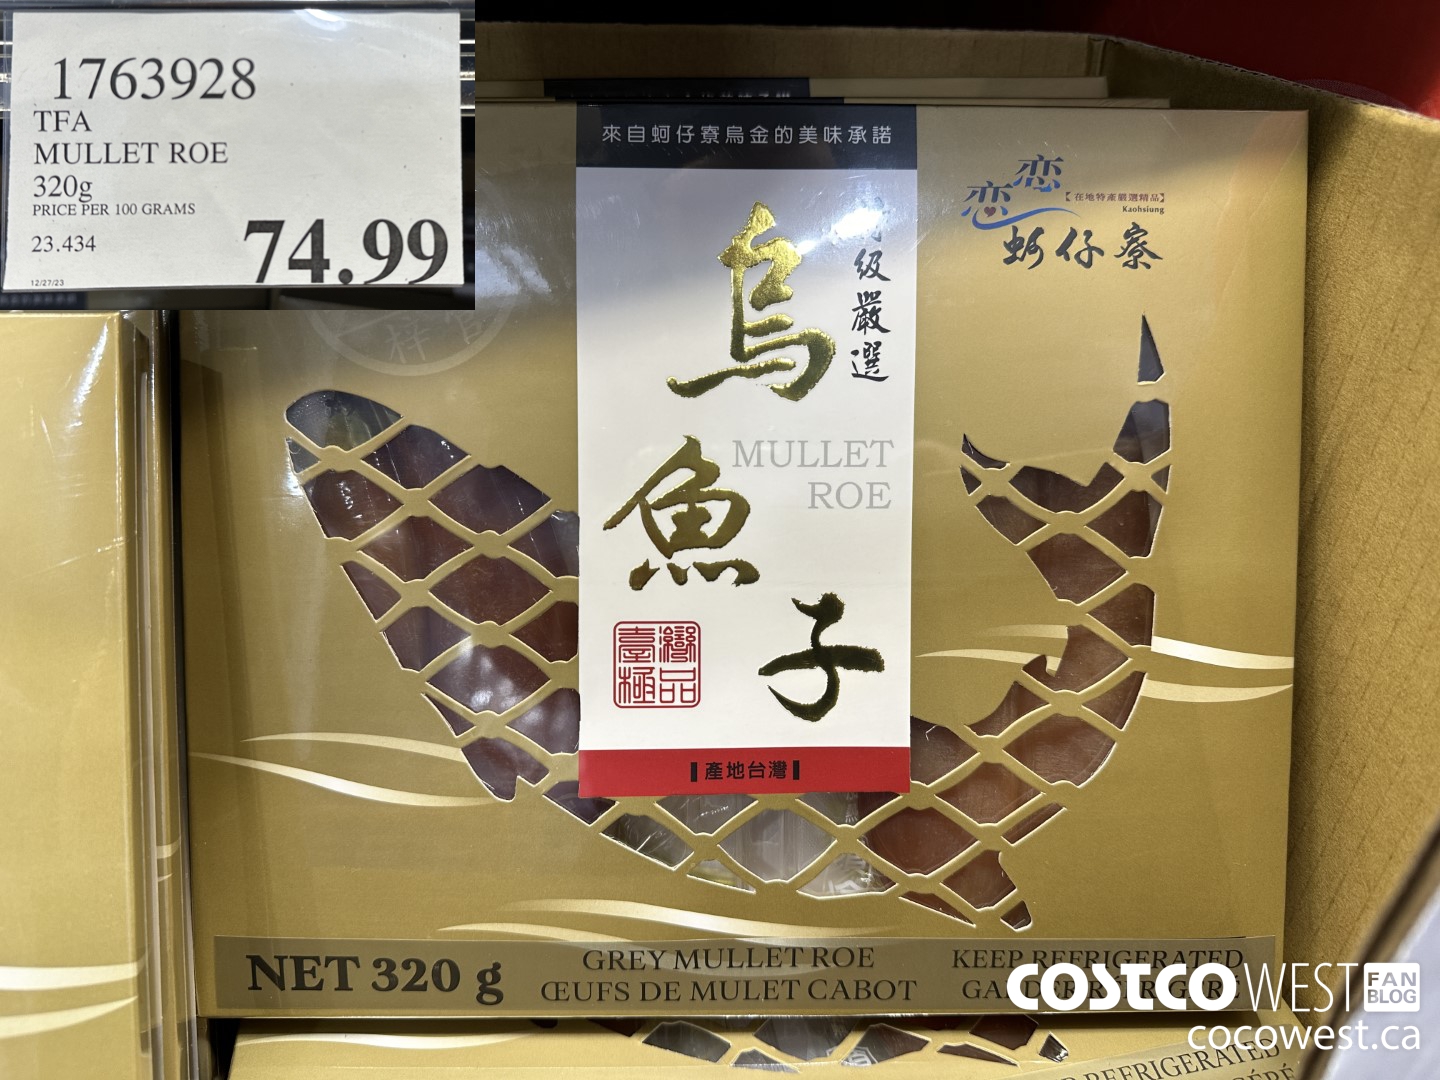 1763928
TFA
MULLET ROE
320g
PRICE PER 100 GRAMS
23.434
74.99
12/27/23
來自蚵仔寮烏金的美味承諾
級嚴選
烏魚子
MULLET
ROE
臺灣
極品
產地台灣
戀戀
【在地特產嚴選精品】
Kaohsiung
蚵仔寮
NET 320 g
GREY MULLET ROE
ŒUFS DE MULET CABOT
KEEP REFRIGERATED
COSTCO WEST FAN BLOG
cocowest.ca
REFRIGERATED